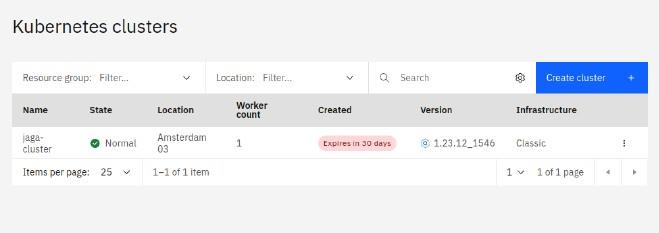 Kubernetes clusters
Resource group: Filter... Location: Filter... Search Create cluster +
Name State Location Worker count Created Version Infrastructure
jaga-cluster Normal Amsterdam 03 1 Expires in 30 days 1.23.12_1546 Classic
Items per page: 25 1–1 of 1 item 1 1 of 1 page